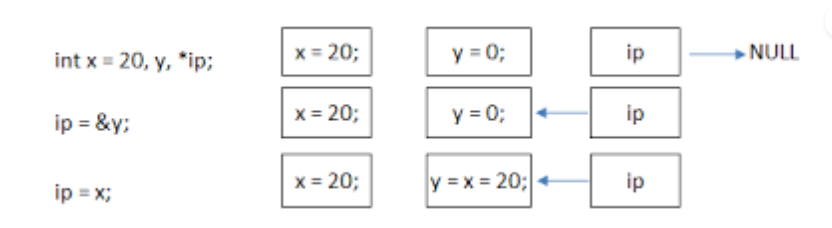 int x = 20, y, *ip; x = 20; y = 0; ip NULL
ip = &y; x = 20; y = 0; ip
ip = x; x = 20; y = x = 20; ip